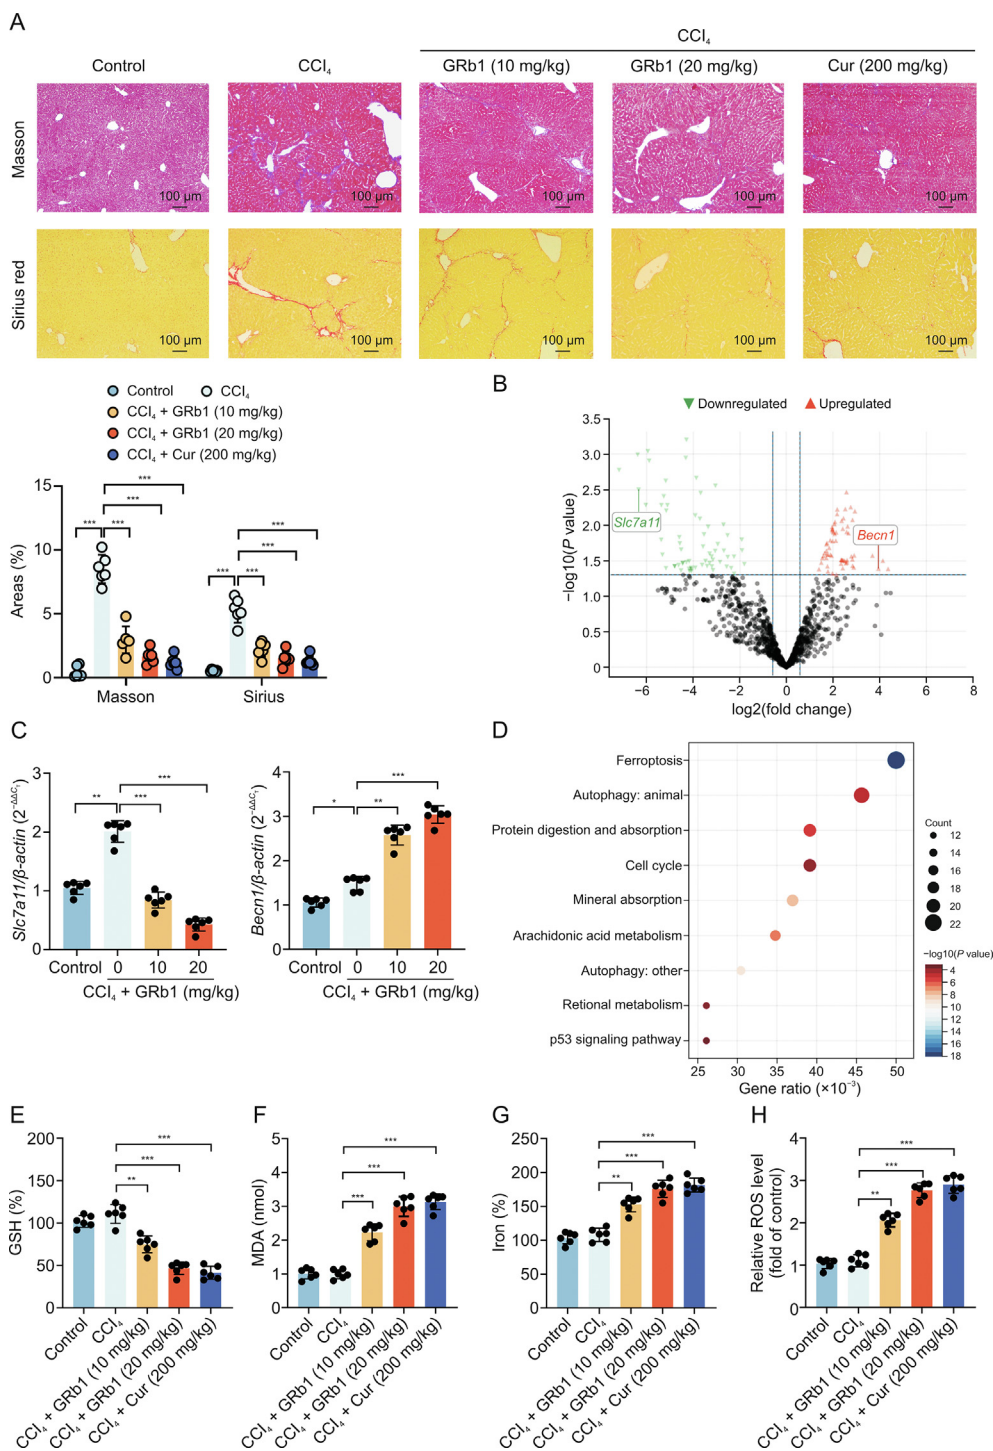 A
CCl₄
Control
CCl₄
GRb1 (10 mg/kg)
GRb1 (20 mg/kg)
Cur (200 mg/kg)
Masson
100 μm
100 μm
100 μm
100 μm
100 μm
Sirius red
100 μm
100 μm
100 μm
100 μm
100 μm
Control
CCl₄
CCl₄ + GRb1 (10 mg/kg)
CCl₄ + GRb1 (20 mg/kg)
CCl₄ + Cur (200 mg/kg)
Areas (%)
15
10
5
0
***
***
***
***
***
***
***
***
Masson
Sirius
B
Downregulated
Upregulated
−log10(P value)
3.5
3.0
2.5
2.0
1.5
1.0
0.5
0
Slc7a11
Becn1
−6
−4
−2
0
2
4
6
8
log2(fold change)
C
Slc7a11/β-actin (2^−ΔΔCт)
3
2
1
0
**
***
***
Control
0
10
20
CCl₄ + GRb1 (mg/kg)
Becn1/β-actin (2^−ΔΔCт)
4
3
2
1
0
*
**
***
Control
0
10
20
CCl₄ + GRb1 (mg/kg)
D
Ferroptosis
Autophagy: animal
Protein digestion and absorption
Cell cycle
Mineral absorption
Arachidonic acid metabolism
Autophagy: other
Retional metabolism
p53 signaling pathway
25
30
35
40
45
50
Gene ratio (×10⁻³)
Count
12
14
16
18
20
22
−log10(P value)
4
6
8
10
12
14
16
18
E
GSH (%)
200
150
100
50
0
***
***
**
Control
CCl₄
CCl₄ + GRb1 (10 mg/kg)
CCl₄ + GRb1 (20 mg/kg)
CCl₄ + Cur (200 mg/kg)
F
MDA (nmol)
5
4
3
2
1
0
***
***
***
Control
CCl₄
CCl₄ + GRb1 (10 mg/kg)
CCl₄ + GRb1 (20 mg/kg)
CCl₄ + Cur (200 mg/kg)
G
Iron (%)
250
200
150
100
50
0
***
***
**
Control
CCl₄
CCl₄ + GRb1 (10 mg/kg)
CCl₄ + GRb1 (20 mg/kg)
CCl₄ + Cur (200 mg/kg)
H
Relative ROS level
(fold of control)
4
3
2
1
0
***
***
**
Control
CCl₄
CCl₄ + GRb1 (10 mg/kg)
CCl₄ + GRb1 (20 mg/kg)
CCl₄ + Cur (200 mg/kg)